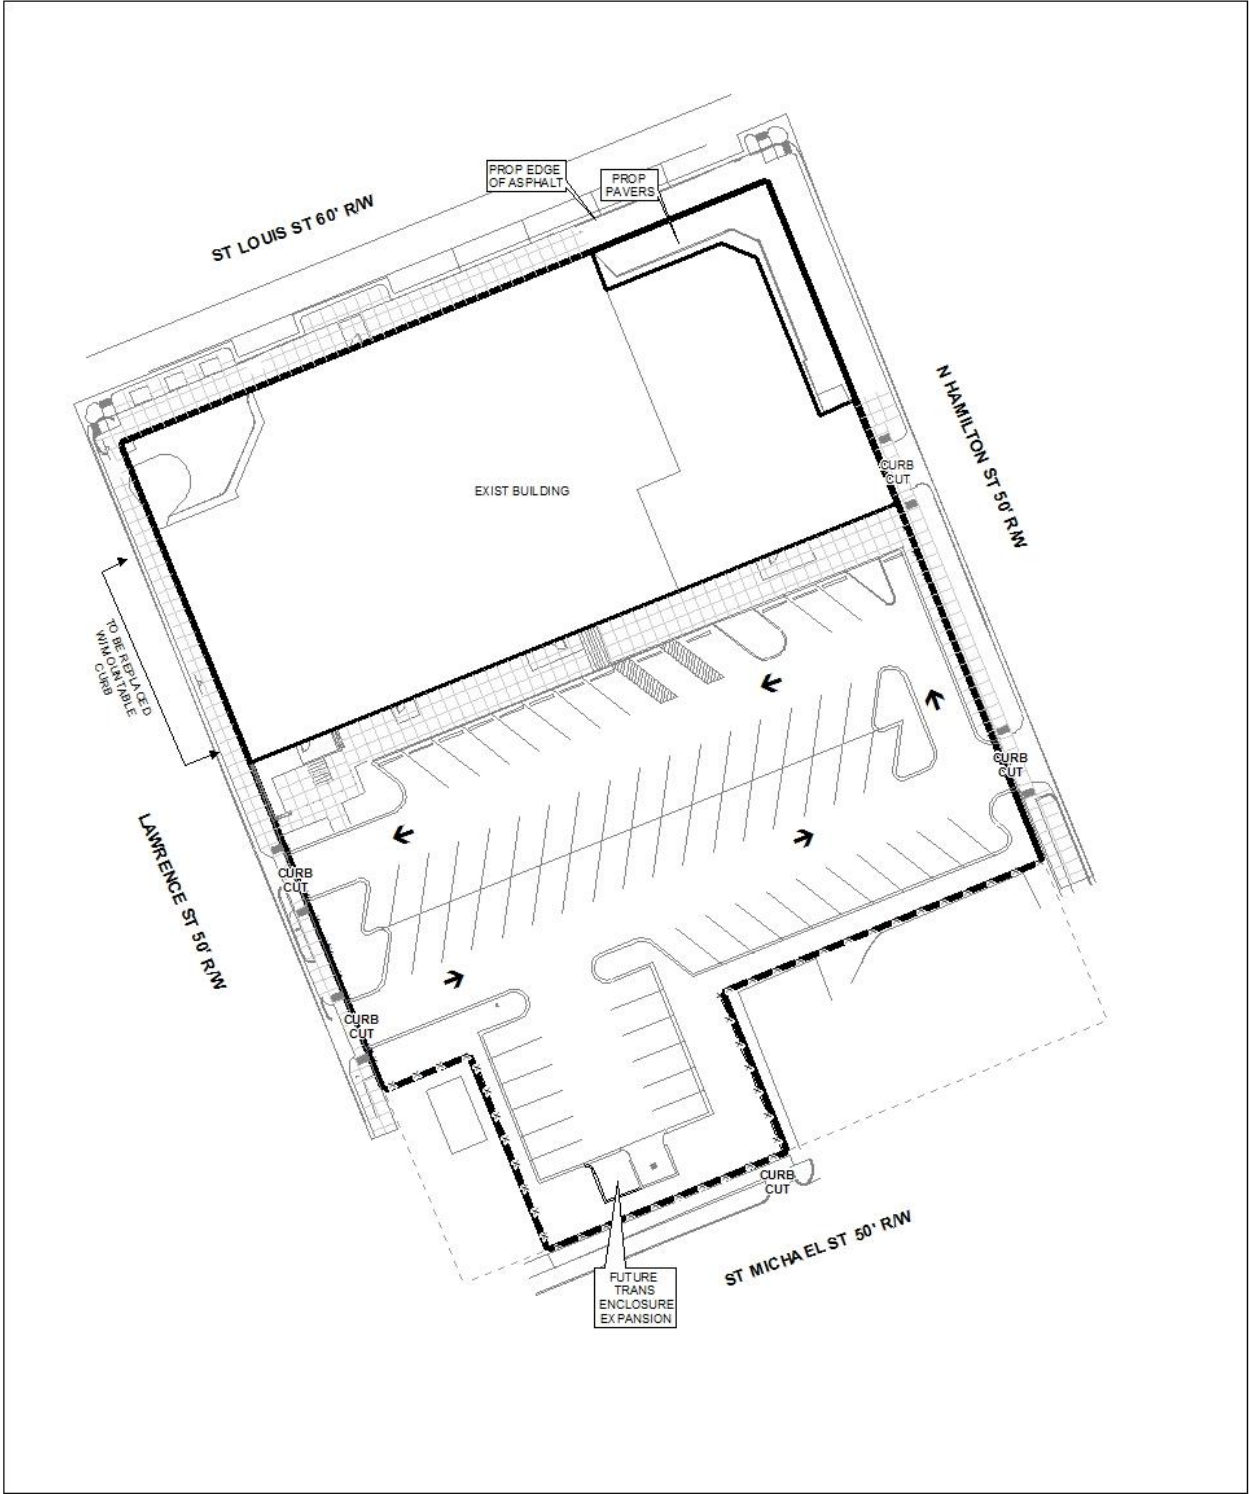 PROP EDGE
OF ASPHALT
PROP
PAVERS
ST LOUIS ST 60' R/W
N HAMILTON ST 50' R/W
CURB
CUT
EXIST BUILDING
TO BE REPLACED
W/MOUNTABLE
CURB
CURB
CUT
LAWRENCE ST 50' R/W
CURB
CUT
CURB
CUT
CURB
CUT
ST MICHAEL ST 50' R/W
FUTURE
TRANS
ENCLOSURE
EXPANSION